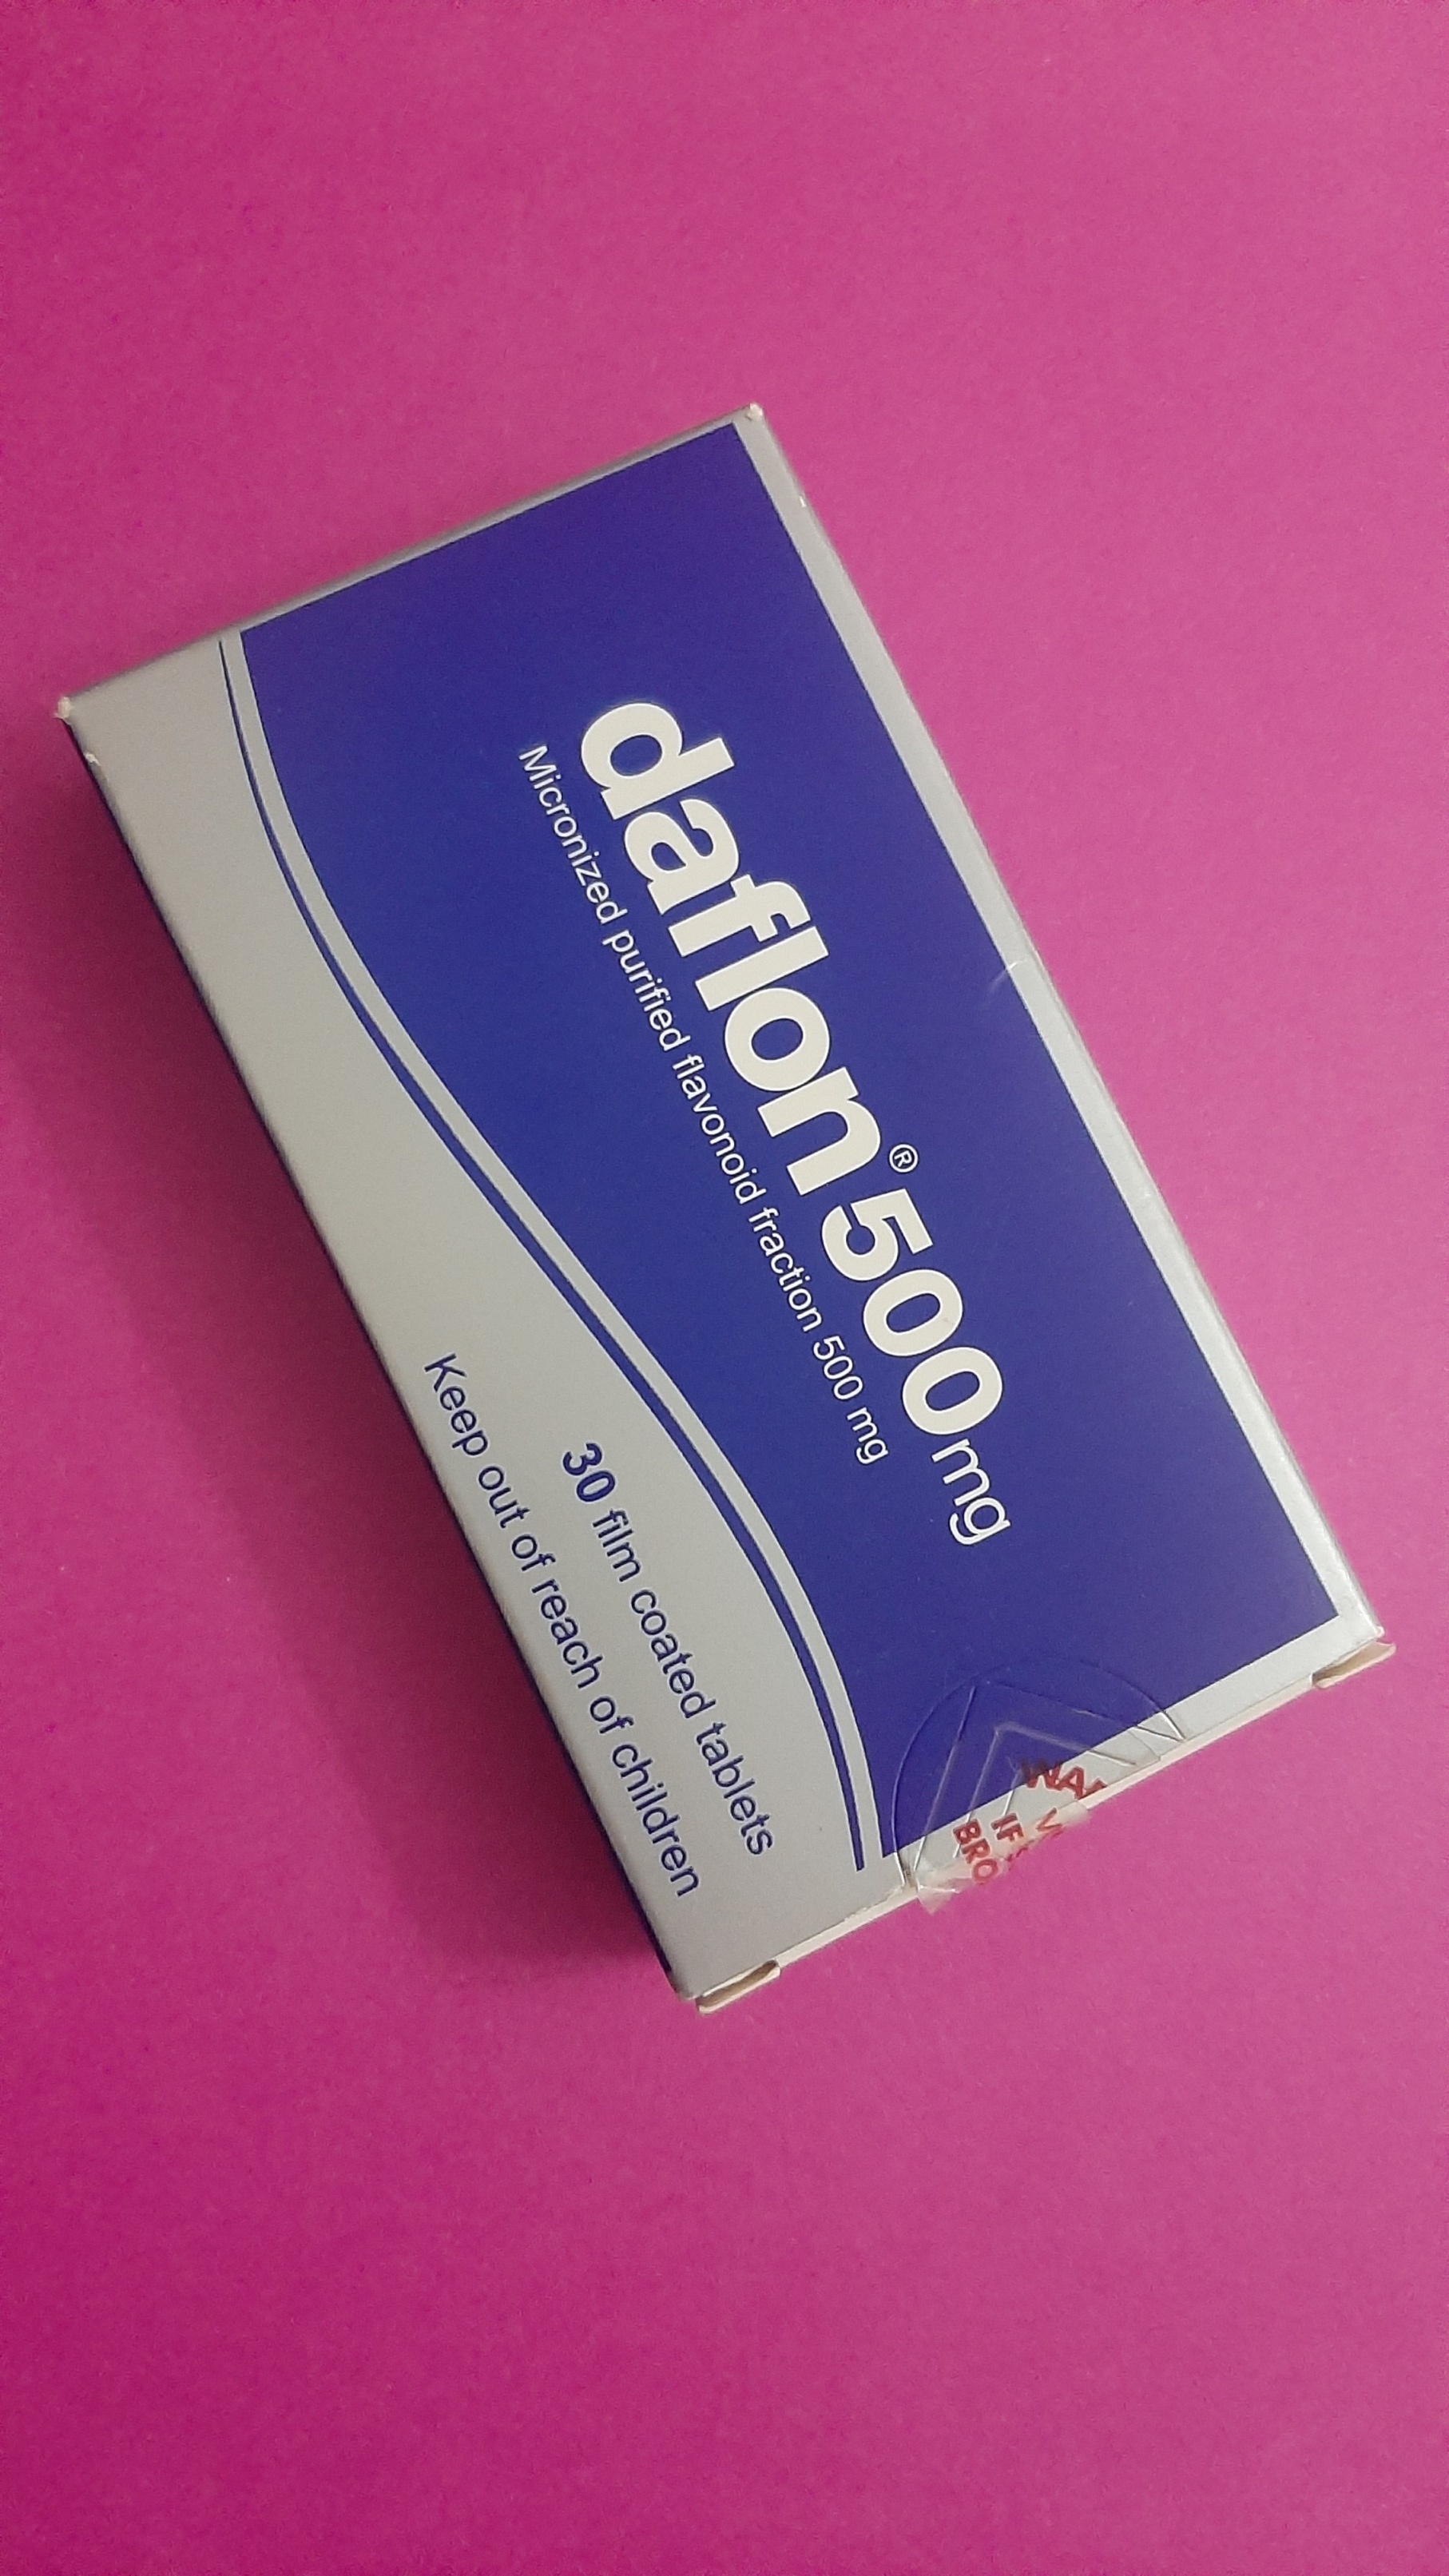 daflon® 500 mg
Micronized purified flavonoid fraction 500 mg
30 film coated tablets
Keep out of reach of children
IF